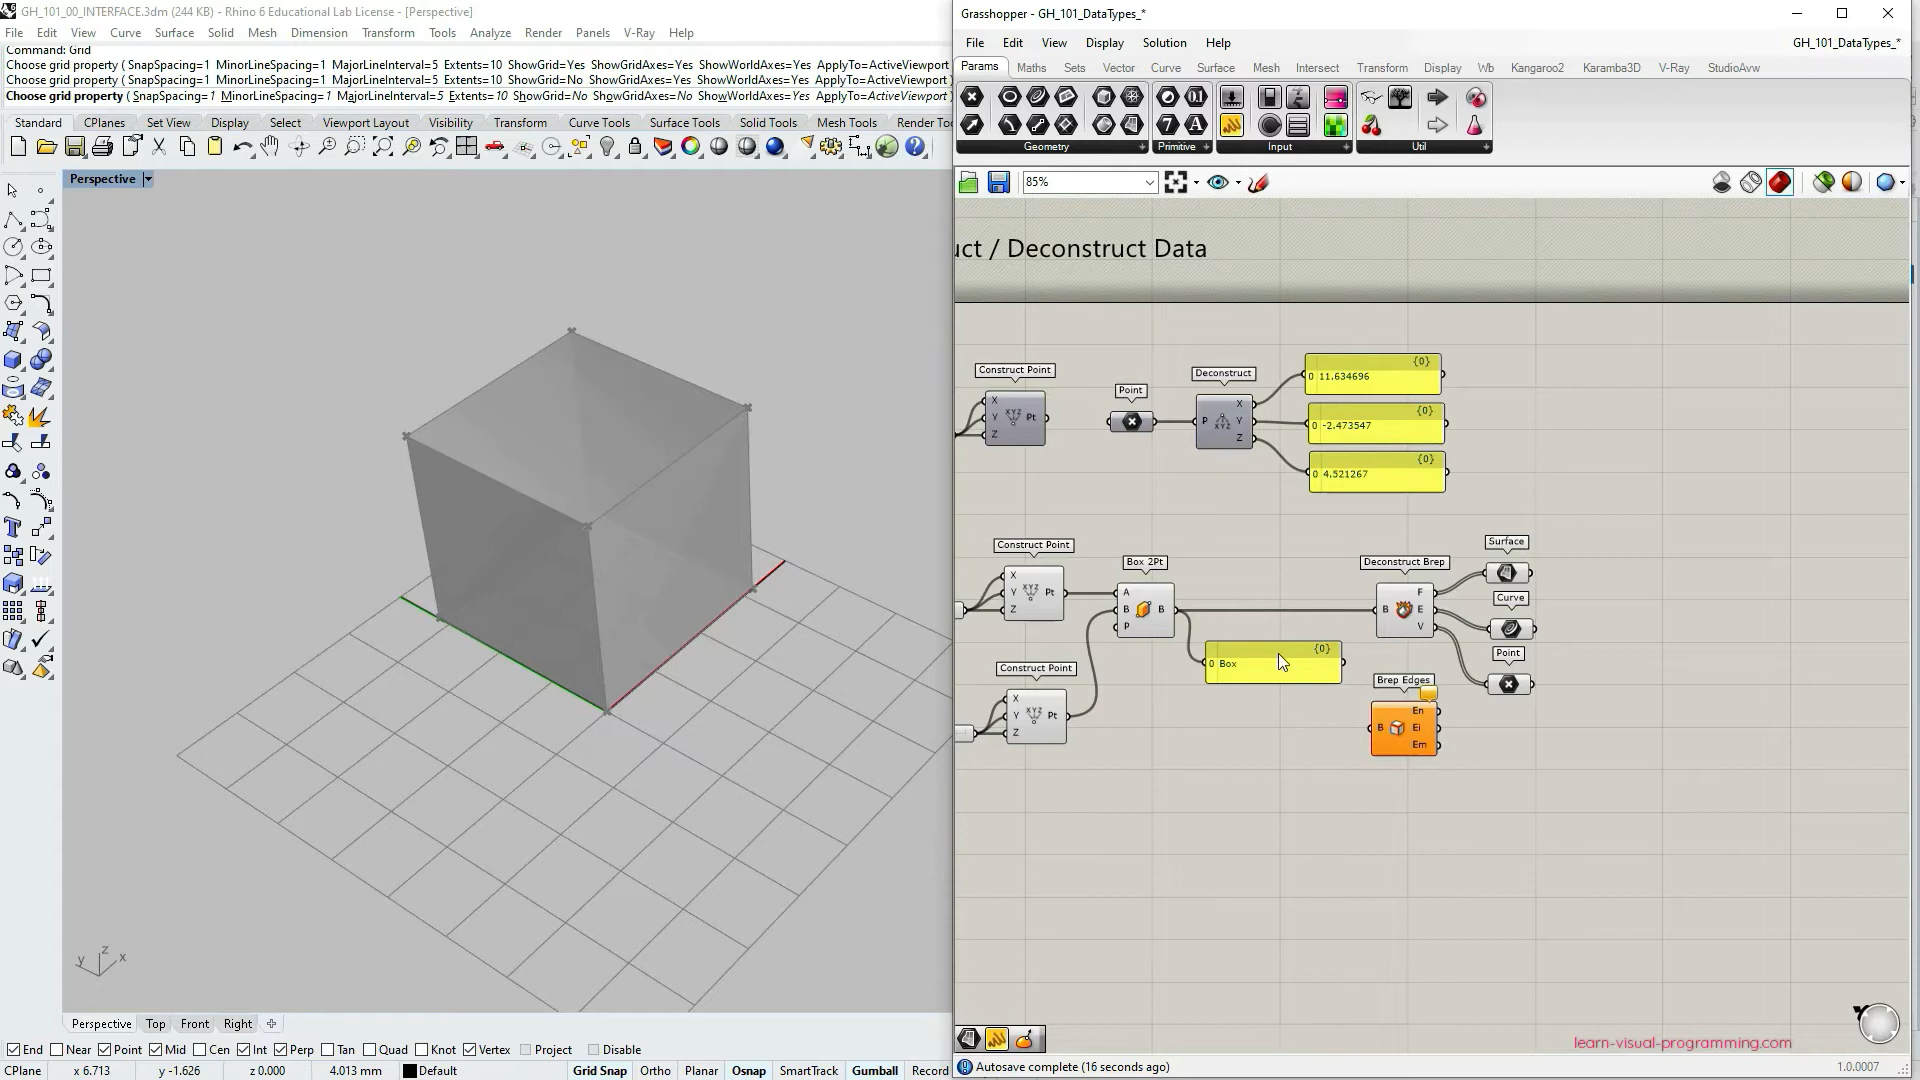 GH_101_00_INTERFACE.3dm (244 KB) - Rhino 6 Educational Lab License - [Perspective]
File Edit View Curve Surface Solid Mesh Dimension Transform Tools Analyze Render Panels V-Ray Help
Command: Grid
Choose grid property ( SnapSpacing=1 MinorLineSpacing=1 MajorLineInterval=5 Extents=10 ShowGrid=Yes ShowGridAxes=Yes ShowWorldAxes=Yes ApplyTo=ActiveViewport
Choose grid property ( SnapSpacing=1 MinorLineSpacing=1 MajorLineInterval=5 Extents=10 ShowGrid=No ShowGridAxes=Yes ShowWorldAxes=Yes ApplyTo=ActiveViewport
Choose grid property ( SnapSpacing=1 MinorLineSpacing=1 MajorLineInterval=5 Extents=10 ShowGrid=No ShowGridAxes=No ShowWorldAxes=Yes ApplyTo=ActiveViewport )
Standard CPlanes Set View Display Select Viewport Layout Visibility Transform Curve Tools Surface Tools Solid Tools Mesh Tools Render To
Perspective
z
y x
Perspective Top Front Right
End Near Point Mid Cen Int Perp Tan Quad Knot Vertex Project Disable
CPlane x 6.713 y -1.626 z 0.000 4.013 mm Default Grid Snap Ortho Planar Osnap SmartTrack Gumball Record
Grasshopper - GH_101_DataTypes_*
File Edit View Display Solution Help GH_101_DataTypes_*
Params Maths Sets Vector Curve Surface Mesh Intersect Transform Display Wb Kangaroo2 Karamba3D V-Ray StudioAvw
Geometry Primitive Input Util
85%
uct / Deconstruct Data
Construct Point
X
Y Pt
Z
Point
Deconstruct
P X
Y
Z
{0}
0 11.634696
{0}
0 -2.473547
{0}
0 4.521267
Construct Point
X
Y Pt
Z
Box 2Pt
A
B B
P
Deconstruct Brep
B F
E
V
Surface
Curve
Point
{0}
0 Box
Construct Point
X
Y Pt
Z
Brep Edges
B En
Ei
Em
learn-visual-programming.com
Autosave complete (16 seconds ago) 1.0.0007